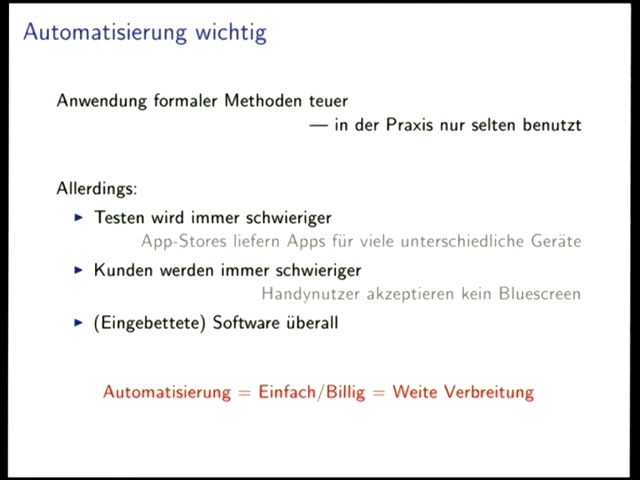 Automatisierung wichtig
Anwendung formaler Methoden teuer
— in der Praxis nur selten benutzt
Allerdings:
▶ Testen wird immer schwieriger
App-Stores liefern Apps für viele unterschiedliche Geräte
▶ Kunden werden immer schwieriger
Handynutzer akzeptieren kein Bluescreen
▶ (Eingebettete) Software überall
Automatisierung = Einfach/Billig = Weite Verbreitung